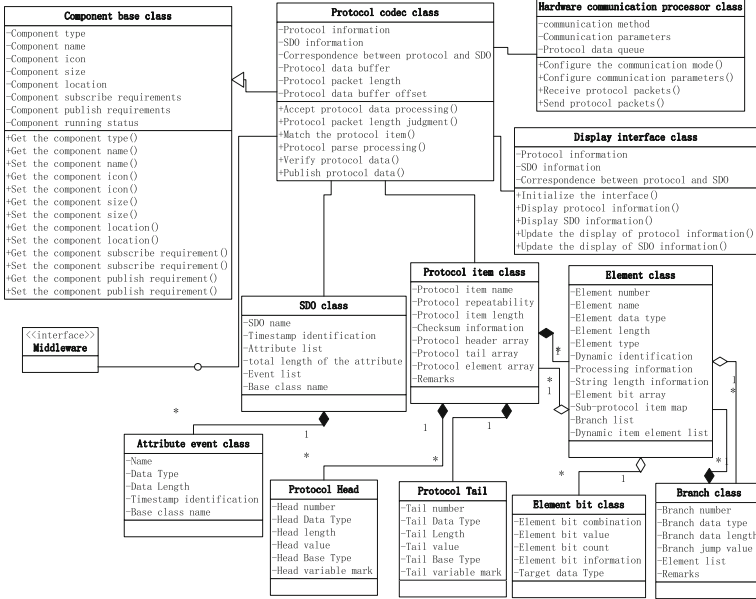 Component base class
-Component type
-Component name
-Component icon
-Component size
-Component location
-Component subscribe requirements
-Component publish requirements
-Component running status
+Get the component type()
+Get the component name()
+Set the component name()
+Get the component icon()
+Set the component icon()
+Get the component size()
+Set the component size()
+Get the component location()
+Set the component location()
+Get the component subscribe requirement()
+Set the component subscribe requirement()
+Get the component publish requirement()
+Set the component publish requirement()
Protocol codec class
-Protocol information
-SDO information
-Correspondence between protocol and SDO
-Protocol data buffer
-Protocol packet length
-Protocol data buffer offset
+Accept protocol data processing()
+Protocol packet length judgment()
+Match the protocol item()
+Protocol parse processing()
+Verify protocol data()
+Publish protocol data()
Hardware communication processor class
-communication method
-Communication parameters
-Protocol data queue
+Configure the communication mode()
+Configure communication parameters()
+Receive protocol packets()
+Send protocol packets()
Display interface class
-Protocol information
-SDO information
-Correspondence between protocol and SDO
+Initialize the interface()
+Display protocol information()
+Display SDO information()
+Update the display of protocol information()
+Update the display of SDO information()
<<interface>>
Middleware
SDO class
-SDO name
-Timestamp identification
-Attribute list
-total length of the attribute
-Event list
-Base class name
Protocol item class
-Protocol item name
-Protocol repeatability
-Protocol item length
-Checksum information
-Protocol header array
-Protocol tail array
-Protocol element array
-Remarks
Element class
-Element number
-Element name
-Element data type
-Element length
-Element type
-Dynamic identification
-Processing information
-String length information
-Element bit array
-Sub-protocol item map
-Branch list
-Dynamic item element list
*
1
*
1
*
1
*
1
*
1
*
1
*
1
*
1
Attribute event class
-Name
-Data Type
-Data Length
-Timestamp identification
-Base class name
Protocol Head
-Head number
-Head Data Type
-Head length
-Head value
-Head Base Type
-Head variable mark
Protocol Tail
-Tail number
-Tail Data Type
-Tail Length
-Tail value
-Tail Base Type
-Tail variable mark
Element bit class
-Element bit combination
-Element bit value
-Element bit count
-Element bit information
-Target data Type
Branch class
-Branch number
-Branch data type
-Branch data length
-Branch jump value
-Element list
-Remarks